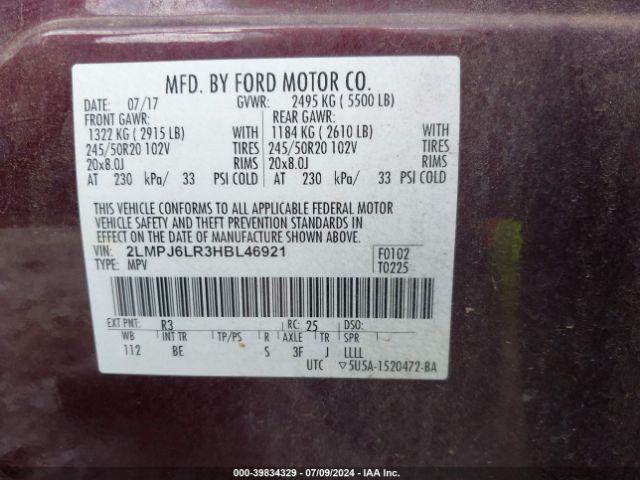 MFD. BY FORD MOTOR CO.
DATE: 07/17 GVWR: 2495 KG ( 5500 LB)
FRONT GAWR: REAR GAWR:
1322 KG ( 2915 LB) WITH 1184 KG ( 2610 LB) WITH
245/50R20 102V TIRES 245/50R20 102V TIRES
20x8.0J RIMS 20x8.0J RIMS
AT 230 kPa/ 33 PSI COLD AT 230 kPa/ 33 PSI COLD
THIS VEHICLE CONFORMS TO ALL APPLICABLE FEDERAL MOTOR
VEHICLE SAFETY AND THEFT PREVENTION STANDARDS IN
EFFECT ON THE DATE OF MANUFACTURE SHOWN ABOVE.
VIN: 2LMPJ6LR3HBL46921 F0102
TYPE: MPV T0225
EXT PNT: R3 RC: 25 DSO:
WB INT TR TP/PS R AXLE TR SPR
112 BE S 3F J LLLL
UTC ▽5U5A-1520472-BA
000-39834329 - 07/09/2024 - IAAI.COM